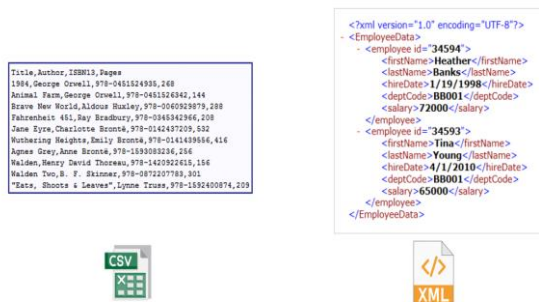 Title,Author,ISBN13,Pages
1984,George Orwell,978-0451524935,268
Animal Farm,George Orwell,978-0451526342,144
Brave New World,Aldous Huxley,978-0060929879,288
Fahrenheit 451,Ray Bradbury,978-0345342966,208
Jane Eyre,Charlotte Brontë,978-0142437209,532
Wuthering Heights,Emily Brontë,978-0141439556,416
Agnes Grey,Anne Brontë,978-1593083236,256
Walden,Henry David Thoreau,978-1420922615,156
Walden Two,B. F. Skinner,978-0872207783,301
"Eats, Shoots & Leaves",Lynne Truss,978-1592400874,209
CSV
<?xml version="1.0" encoding="UTF-8"?>
- <EmployeeData>
- <employee id="34594">
<firstName>Heather</firstName>
<lastName>Banks</lastName>
<hireDate>1/19/1998</hireDate>
<deptCode>BB001</deptCode>
<salary>72000</salary>
</employee>
- <employee id="34593">
<firstName>Tina</firstName>
<lastName>Young</lastName>
<hireDate>4/1/2010</hireDate>
<deptCode>BB001</deptCode>
<salary>65000</salary>
</employee>
</EmployeeData>
XML